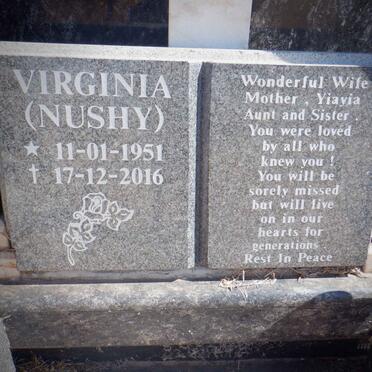 VIRGINIA
(NUSHY)
★ 11-01-1951
† 17-12-2016
Wonderful Wife
Mother , Yiayia
Aunt and Sister .
You were loved
by all who
knew you !
You will be
sorely missed
but will live
on in our
hearts for
generations .
Rest In Peace